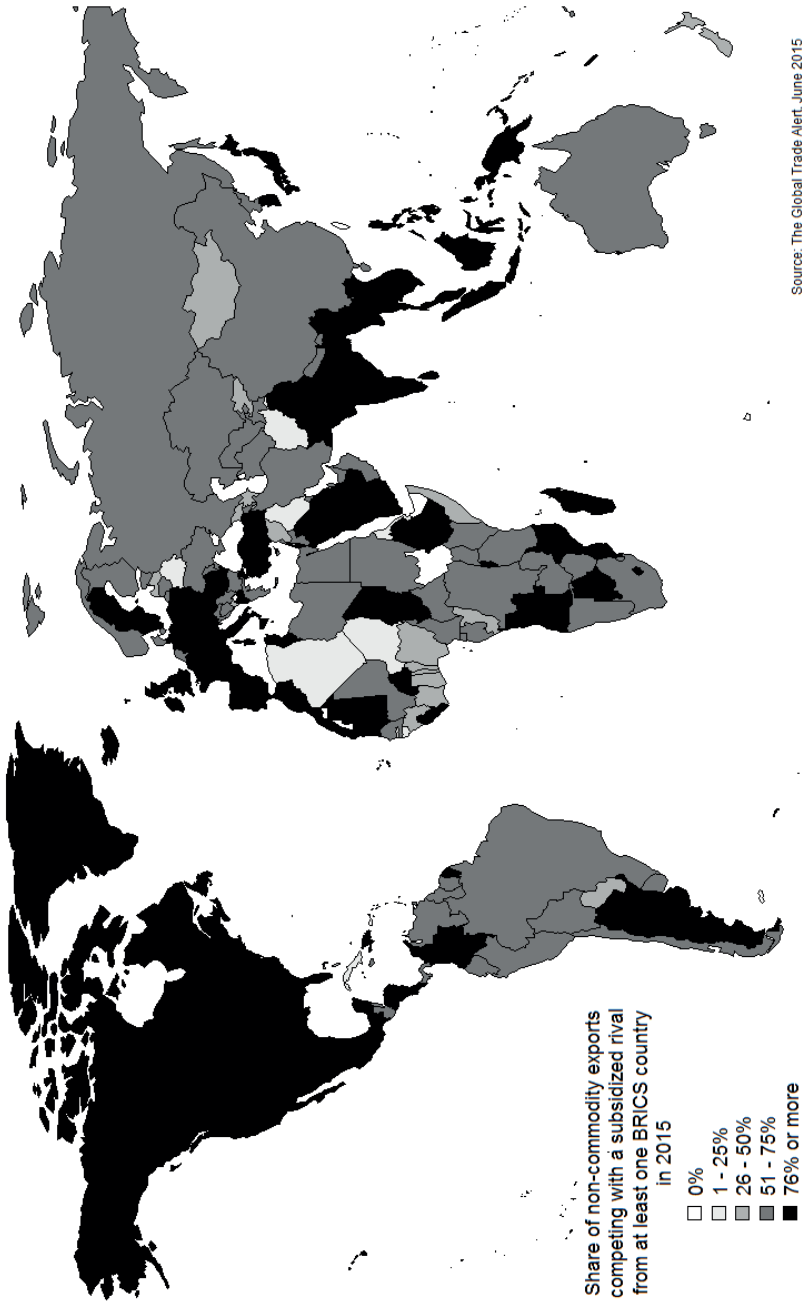 Share of non-commodity exports
competing with a subsidized rival
from at least one BRICS country
in 2015
0%
1 - 25%
26 - 50%
51 - 75%
76% or more
Source: The Global Trade Alert, June 2015